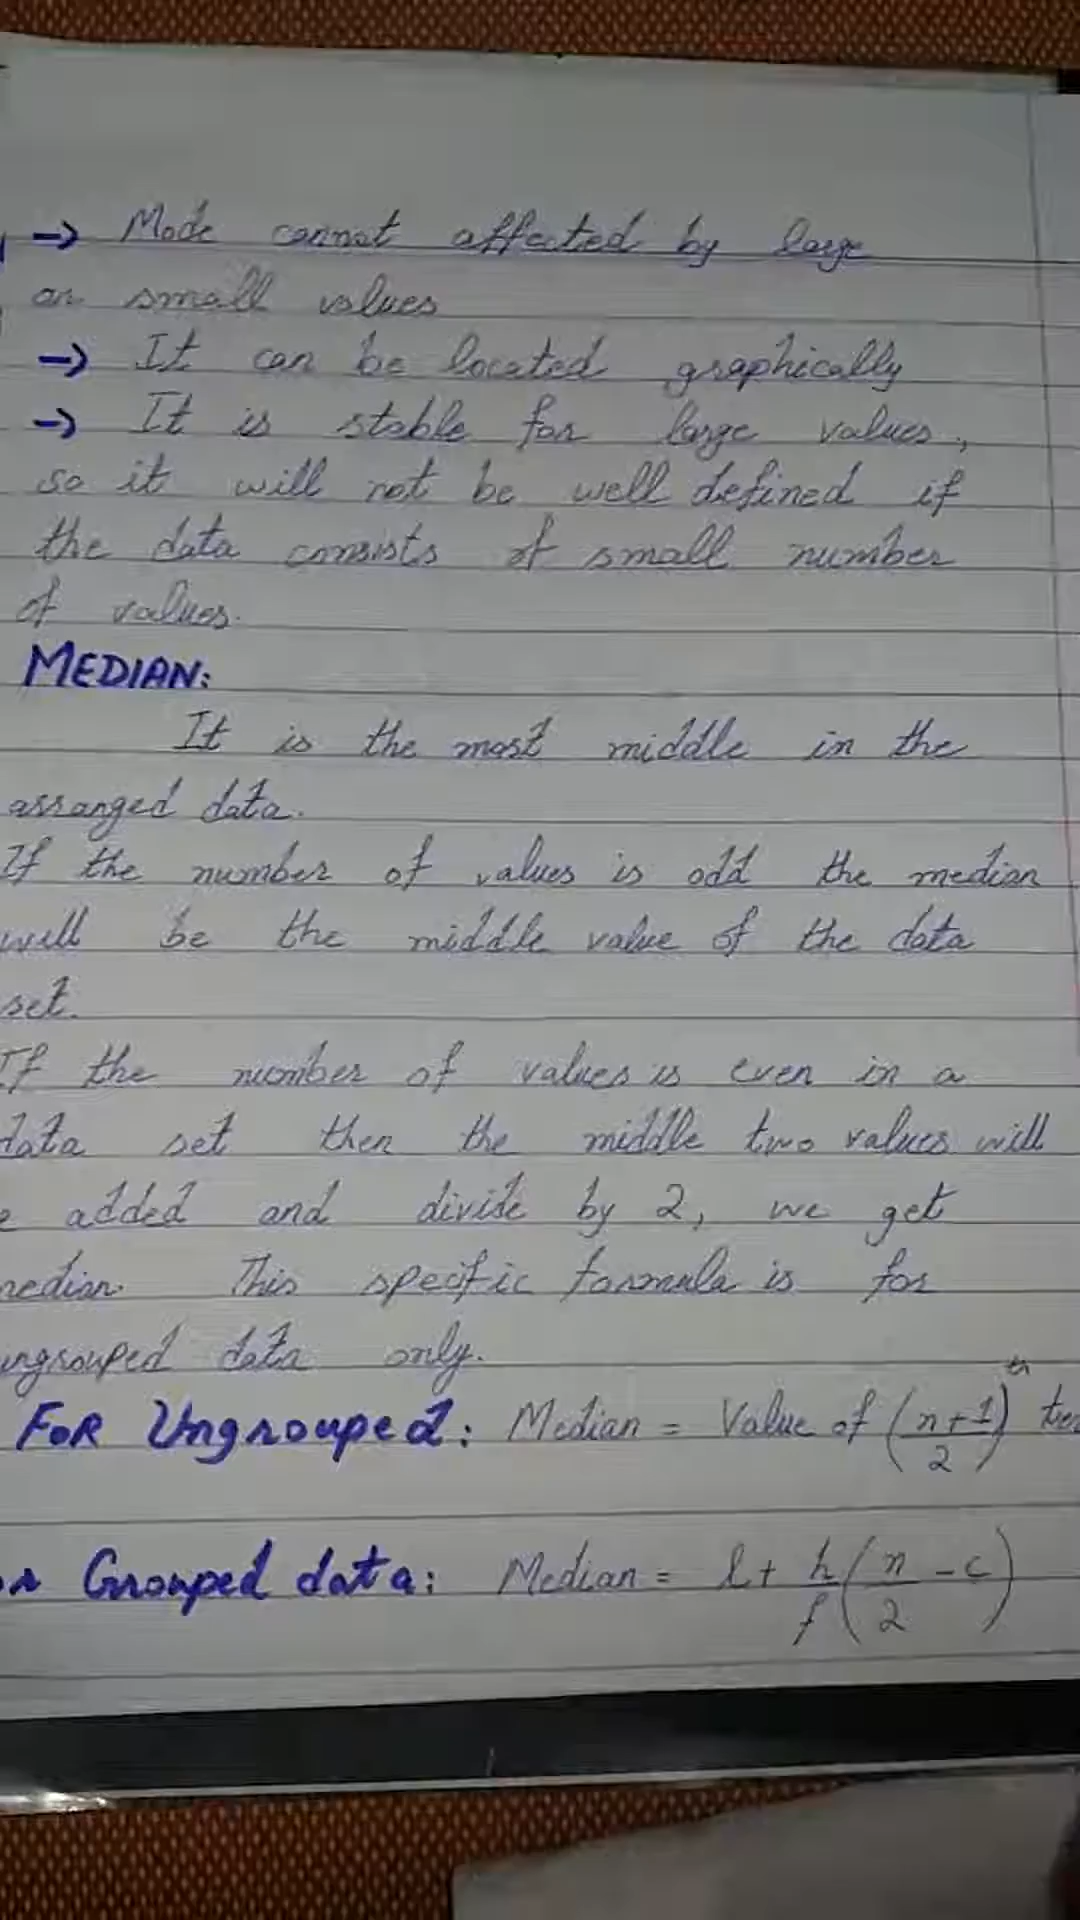 → Mode cannot affected by large
or small values
→ It can be located graphically
→ It is stable for large values,
so it will not be well defined if
the data consists of small number
of values.
MEDIAN:
It is the most middle in the
arranged data.
If the number of values is odd the median
will be the middle value of the data
set.
If the number of values is even in a
data set then the middle two values will
e added and divide by 2, we get
nedian. This specific formula is for
ungrouped data only.
FOR Ungrouped: Median = Value of (n+1/2)th
Grouped data: Median = l + h/f (n/2 - c)